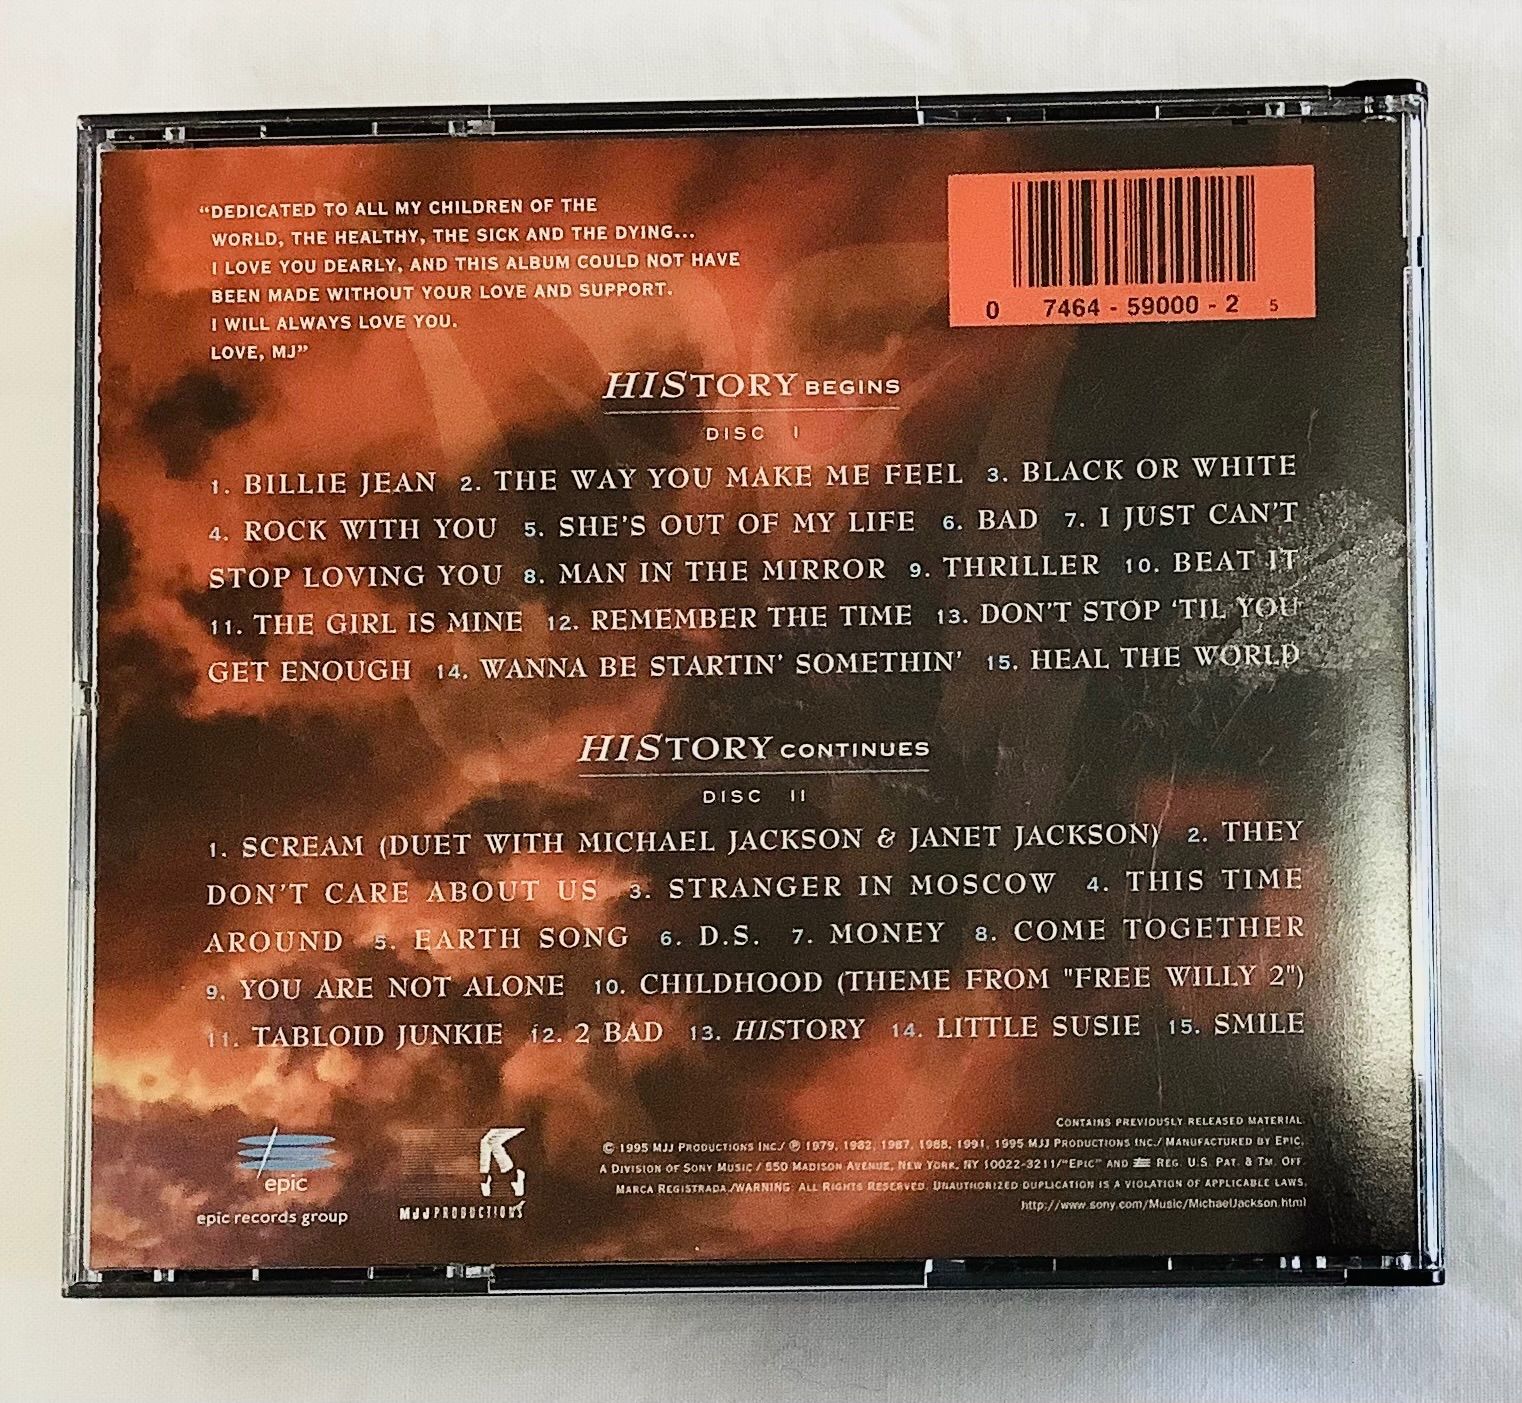 “DEDICATED TO ALL MY CHILDREN OF THE
WORLD, THE HEALTHY, THE SICK AND THE DYING...
I LOVE YOU DEARLY, AND THIS ALBUM COULD NOT HAVE
BEEN MADE WITHOUT YOUR LOVE AND SUPPORT.
I WILL ALWAYS LOVE YOU.
LOVE, MJ”
0 7464 - 59000 - 2 5
HISTORY BEGINS
DISC I
1. BILLIE JEAN 2. THE WAY YOU MAKE ME FEEL 3. BLACK OR WHITE
4. ROCK WITH YOU 5. SHE'S OUT OF MY LIFE 6. BAD 7. I JUST CAN'T
STOP LOVING YOU 8. MAN IN THE MIRROR 9. THRILLER 10. BEAT IT
11. THE GIRL IS MINE 12. REMEMBER THE TIME 13. DON'T STOP ‘TIL YOU
GET ENOUGH 14. WANNA BE STARTIN' SOMETHIN' 15. HEAL THE WORLD
HISTORY CONTINUES
DISC II
1. SCREAM (DUET WITH MICHAEL JACKSON & JANET JACKSON) 2. THEY
DON'T CARE ABOUT US 3. STRANGER IN MOSCOW 4. THIS TIME
AROUND 5. EARTH SONG 6. D.S. 7. MONEY 8. COME TOGETHER
9. YOU ARE NOT ALONE 10. CHILDHOOD (THEME FROM "FREE WILLY 2")
11. TABLOID JUNKIE 12. 2 BAD 13. HISTORY 14. LITTLE SUSIE 15. SMILE
epic
epic records group
MJJ PRODUCTIONS
CONTAINS PREVIOUSLY RELEASED MATERIAL.
© 1995 MJJ PRODUCTIONS INC./ ℗ 1979, 1982, 1987, 1988, 1991, 1995 MJJ PRODUCTIONS INC./ MANUFACTURED BY EPIC,
A DIVISION OF SONY MUSIC / 550 MADISON AVENUE, NEW YORK, NY 10022-3211/"EPIC" AND REG. U.S. PAT. & TM. OFF.
MARCA REGISTRADA./WARNING: ALL RIGHTS RESERVED. UNAUTHORIZED DUPLICATION IS A VIOLATION OF APPLICABLE LAWS.
http://www.sony.com/Music/MichaelJackson.html